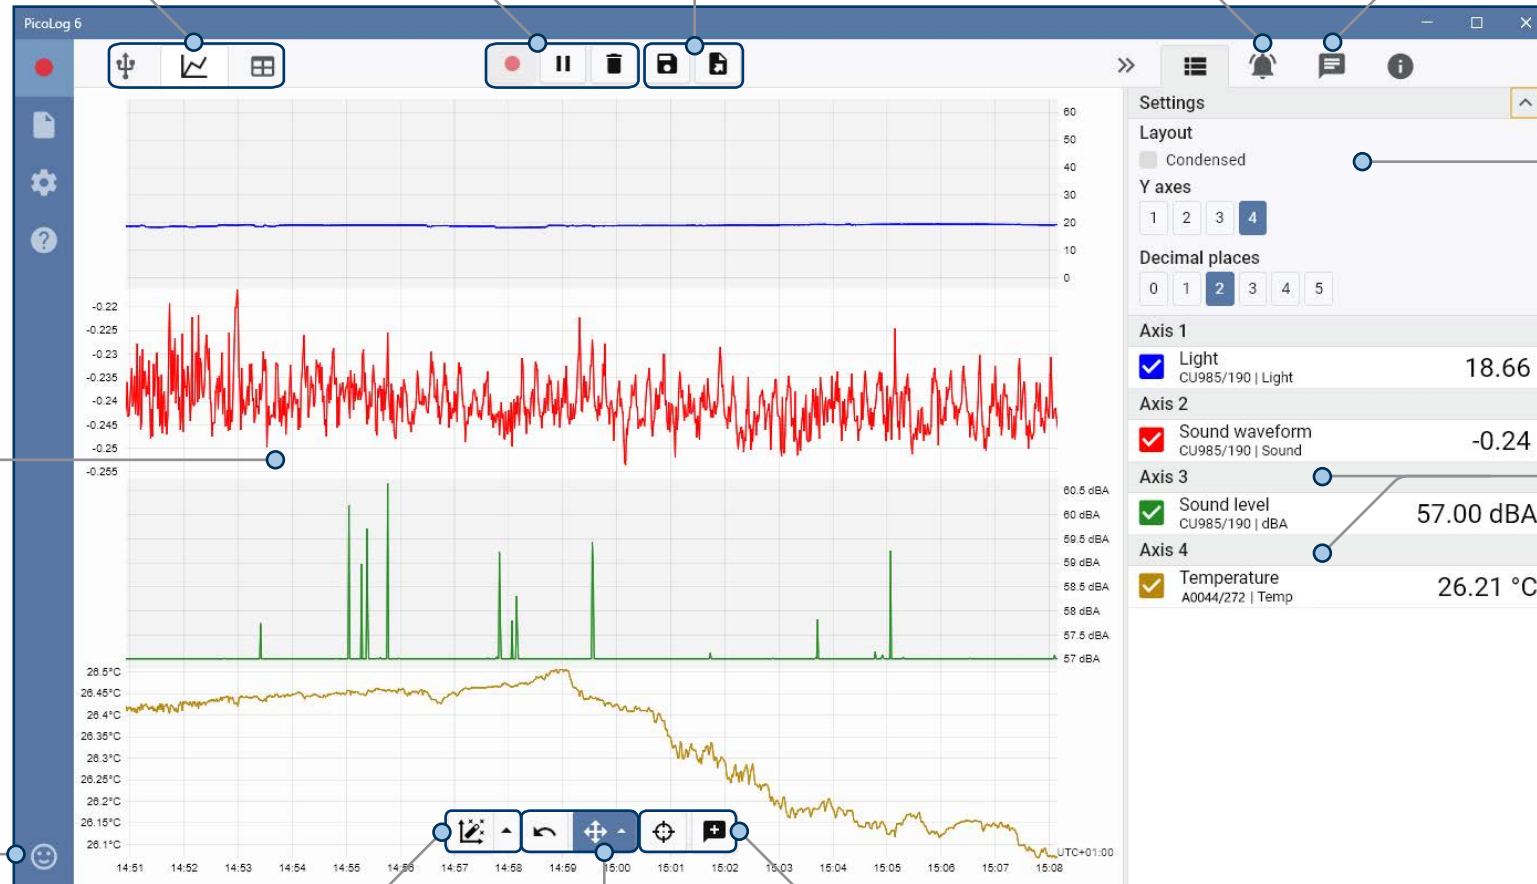 PicoLog 6
Settings
Layout
Condensed
Y axes
1 2 3 4
Decimal places
0 1 2 3 4 5
Axis 1
Light
CU985/190 | Light
18.66
Axis 2
Sound waveform
CU985/190 | Sound
-0.24
Axis 3
Sound level
CU985/190 | dBA
57.00 dBA
Axis 4
Temperature
A0044/272 | Temp
26.21 °C
60
50
40
30
20
10
0
-0.22
-0.225
-0.23
-0.235
-0.24
-0.245
-0.25
-0.255
60.5 dBA
60 dBA
59.5 dBA
59 dBA
58.5 dBA
58 dBA
57.5 dBA
57 dBA
26.5°C
26.45°C
26.4°C
26.35°C
26.3°C
26.25°C
26.2°C
26.15°C
26.1°C
UTC+01:00
14:51 14:52 14:53 14:54 14:55 14:56 14:57 14:58 14:59 15:00 15:01 15:02 15:03 15:04 15:05 15:06 15:07 15:08